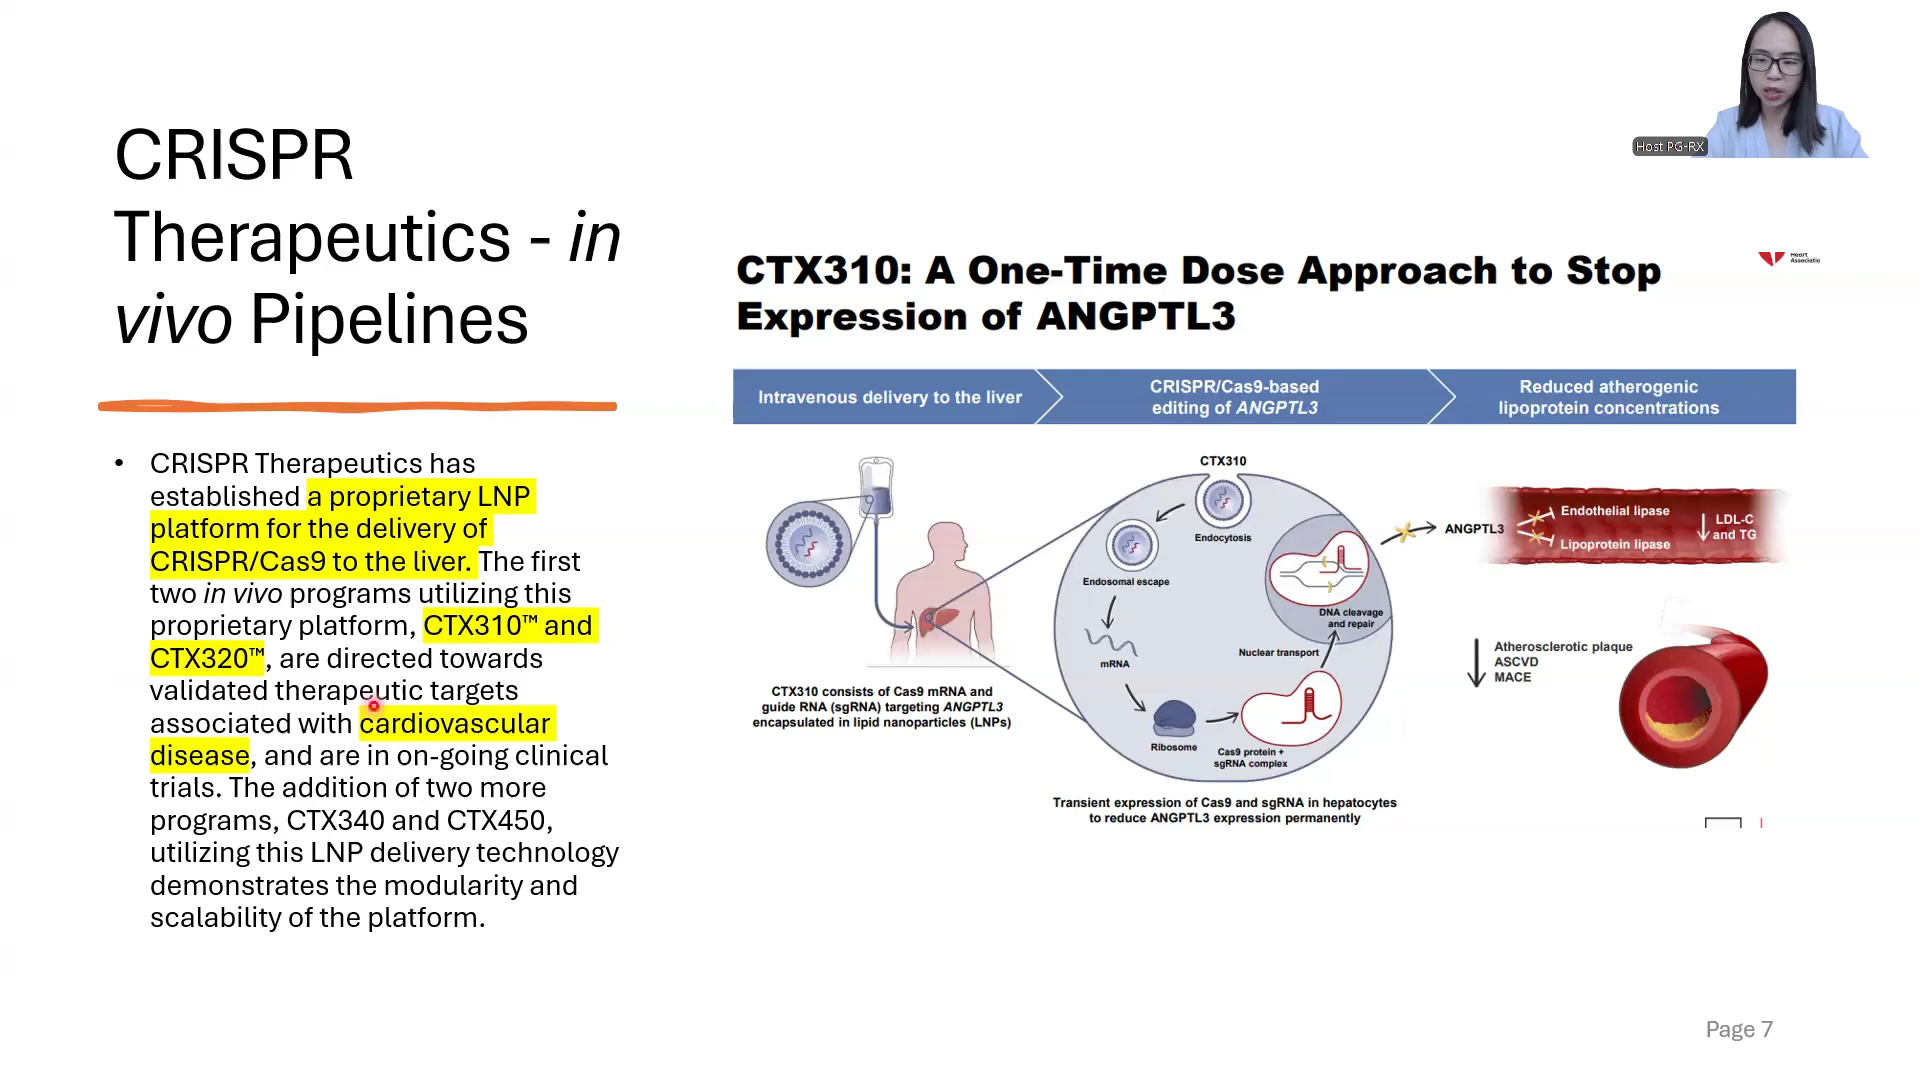 Host PG-RX
CRISPR
Therapeutics - in
vivo Pipelines
• CRISPR Therapeutics has
established a proprietary LNP
platform for the delivery of
CRISPR/Cas9 to the liver. The first
two in vivo programs utilizing this
proprietary platform, CTX310™ and
CTX320™, are directed towards
validated therapeutic targets
associated with cardiovascular
disease, and are in on-going clinical
trials. The addition of two more
programs, CTX340 and CTX450,
utilizing this LNP delivery technology
demonstrates the modularity and
scalability of the platform.
CTX310: A One-Time Dose Approach to Stop
Expression of ANGPTL3
Heart
Associatio
Intravenous delivery to the liver
CRISPR/Cas9-based
editing of ANGPTL3
Reduced atherogenic
lipoprotein concentrations
CTX310 consists of Cas9 mRNA and
guide RNA (sgRNA) targeting ANGPTL3
encapsulated in lipid nanoparticles (LNPs)
CTX310
Endocytosis
Endosomal escape
mRNA
Ribosome
Cas9 protein +
sgRNA complex
Nuclear transport
DNA cleavage
and repair
Transient expression of Cas9 and sgRNA in hepatocytes
to reduce ANGPTL3 expression permanently
ANGPTL3
Endothelial lipase
Lipoprotein lipase
LDL-C
and TG
Atherosclerotic plaque
ASCVD
MACE
Page 7